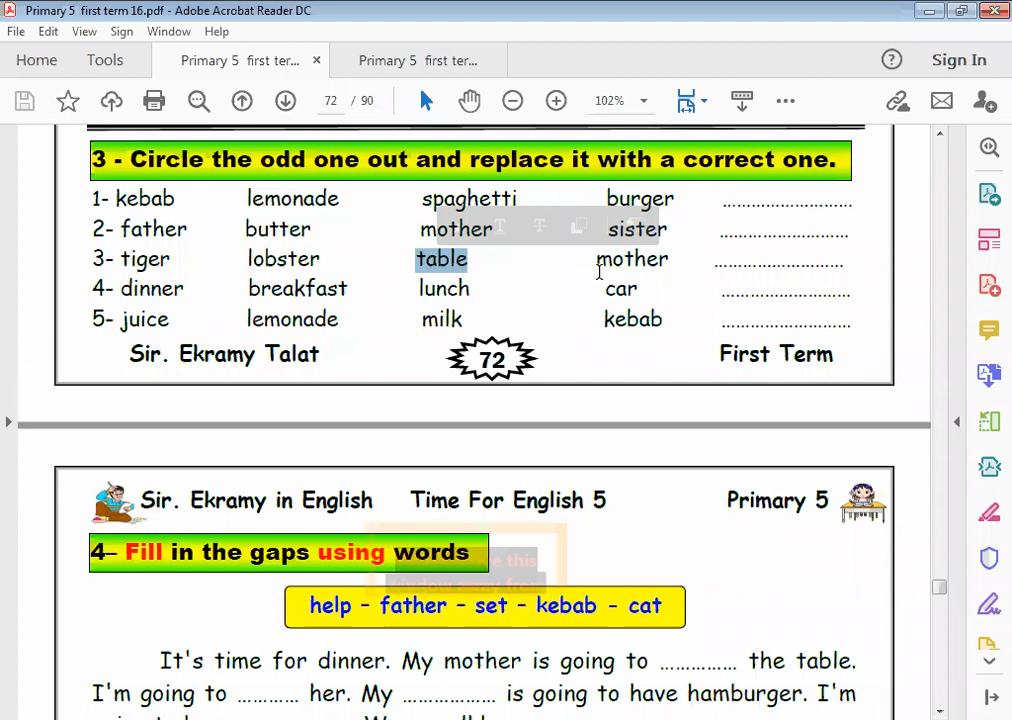 Primary 5 first term 16.pdf - Adobe Acrobat Reader DC
File Edit View Sign Window Help
Home Tools Primary 5 first ter... × Primary 5 first ter... Sign In
72 / 90 102%
3 - Circle the odd one out and replace it with a correct one.
1- kebab lemonade spaghetti burger ..............................
2- father butter mother sister ..............................
3- tiger lobster table mother ..............................
4- dinner breakfast lunch car ..............................
5- juice lemonade milk kebab ..............................
Sir. Ekramy Talat 72 First Term
Sir. Ekramy in English Time For English 5 Primary 5
4– Fill in the gaps using words
help – father – set – kebab – cat
It's time for dinner. My mother is going to ............... the table.
I'm going to ........... her. My .................. is going to have hamburger. I'm